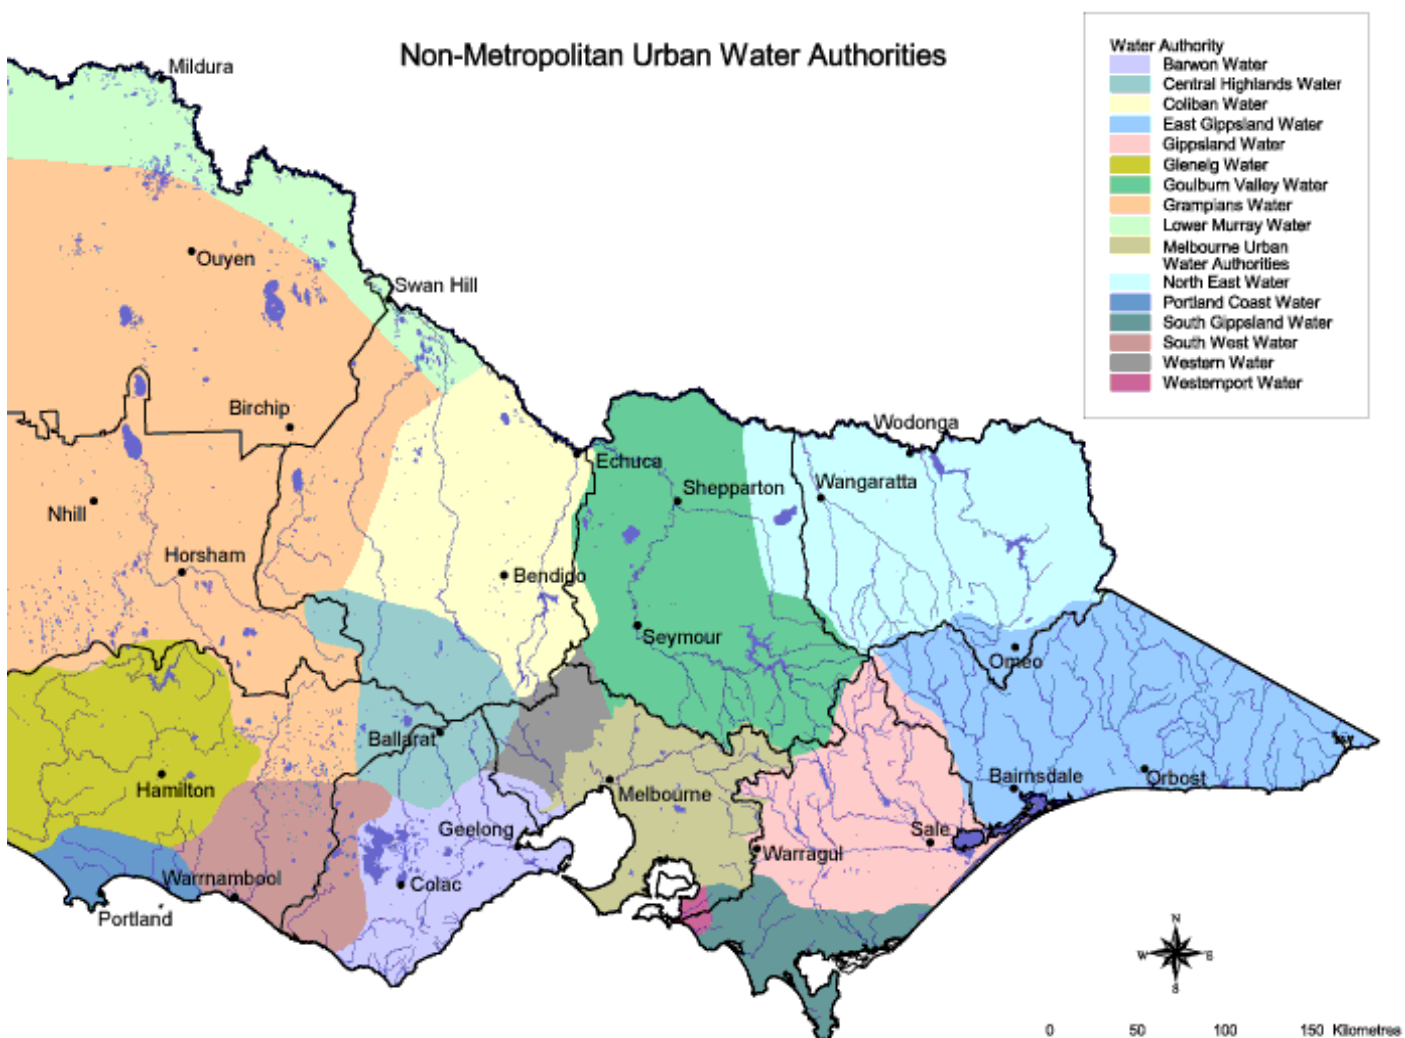 Non-Metropolitan Urban Water Authorities
Water Authority
Barwon Water
Central Highlands Water
Coliban Water
East Gippsland Water
Gippsland Water
Glenelg Water
Goulburn Valley Water
Grampians Water
Lower Murray Water
Melbourne Urban
Water Authorities
North East Water
Portland Coast Water
South Gippsland Water
South West Water
Western Water
Westernport Water
Mildura
Ouyen
Swan Hill
Birchip
Wodonga
Echuca
Shepparton
Wangaratta
Nhill
Horsham
Bendigo
Seymour
Omeo
Ballarat
Hamilton
Melbourne
Bairnsdale
Orbost
Geelong
Sale
Warragul
Warrnambool
Colac
Portland
N
W
E
S
0 50 100 150 Kilometres